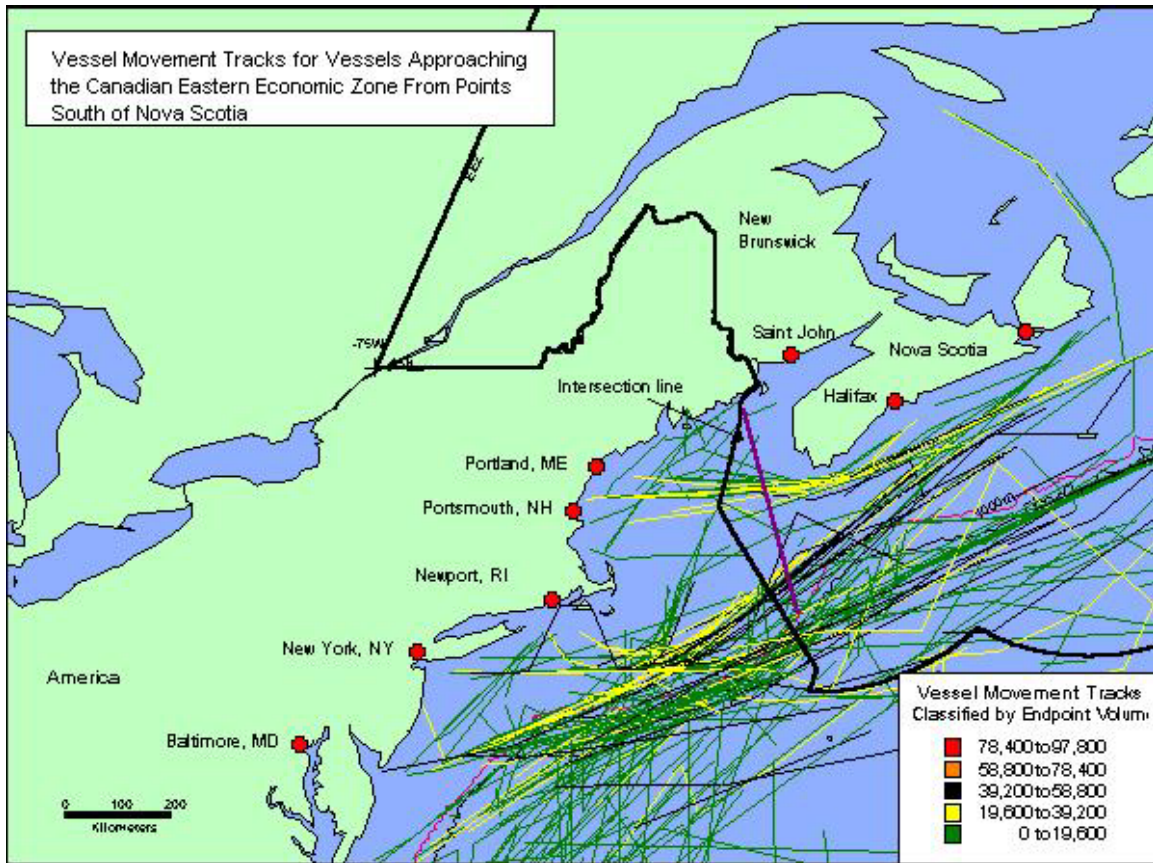 Vessel Movement Tracks for Vessels Approaching
the Canadian Eastern Economic Zone From Points
South of Nova Scotia
New
Brunswick
Saint John
-75W
Nova Scotia
Intersection line
Halifax
Portland, ME
Portsmouth, NH
Newport, RI
New York, NY
America
Baltimore, MD
0 100 200
Kilometers
Vessel Movement Tracks
Classified by Endpoint Volum
78,400 to 97,800
58,800 to 78,400
39,200 to 58,800
19,600 to 39,200
0 to 19,600